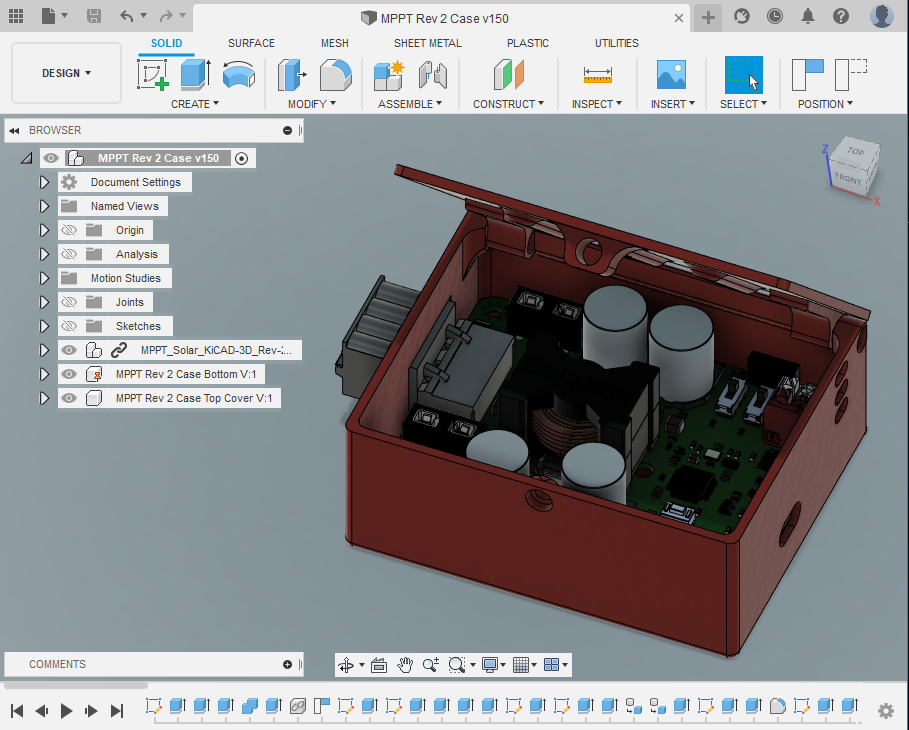 MPPT Rev 2 Case v150
SOLID SURFACE MESH SHEET METAL PLASTIC UTILITIES
DESIGN
CREATE MODIFY ASSEMBLE CONSTRUCT INSPECT INSERT SELECT POSITION
BROWSER
MPPT Rev 2 Case v150
Document Settings
Named Views
Origin
Analysis
Motion Studies
Joints
Sketches
MPPT_Solar_KiCAD-3D_Rev-2...
MPPT Rev 2 Case Bottom V:1
MPPT Rev 2 Case Top Cover V:1
Z
TOP
FRONT
X
COMMENTS